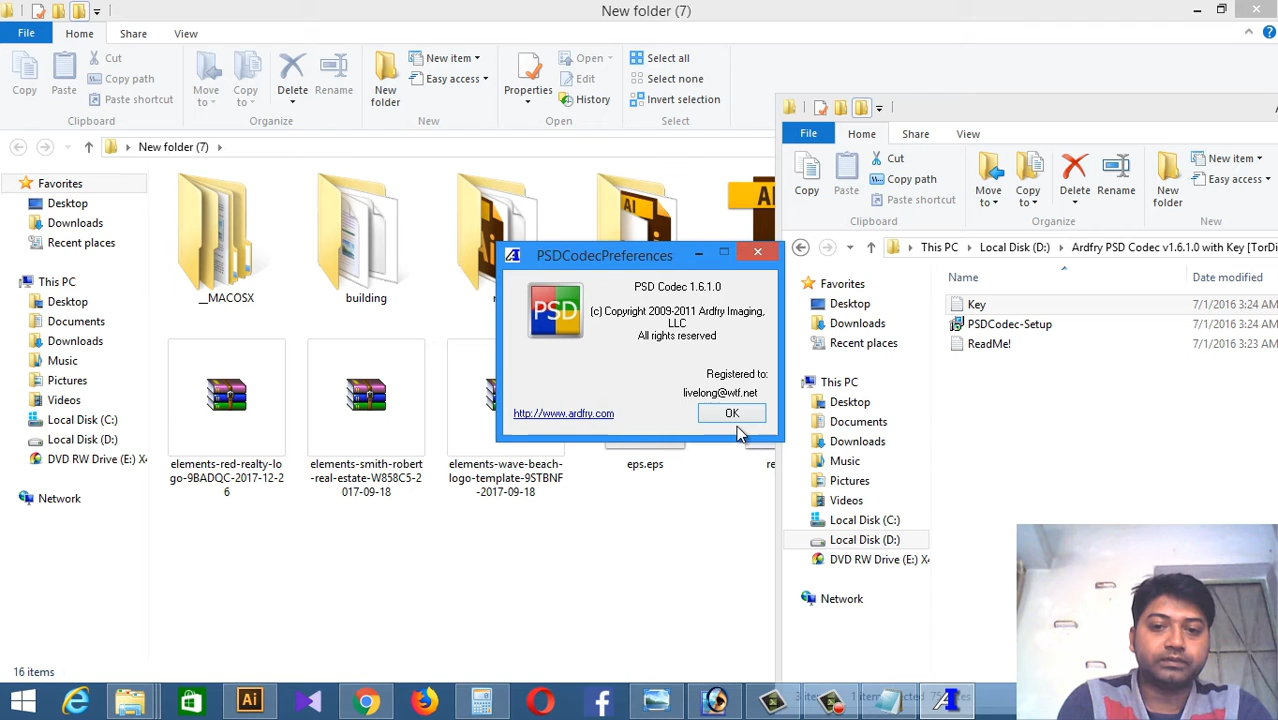 New folder (7)
File
Home
Share
View
Copy
Paste
Cut
Copy path
Paste shortcut
Clipboard
Move
to
Copy
to
Delete
Rename
Organize
New
folder
New item
Easy access
New
Properties
Open
Edit
History
Open
Select all
Select none
Invert selection
Select
New folder (7)
Favorites
Desktop
Downloads
Recent places
This PC
Desktop
Documents
Downloads
Music
Pictures
Videos
Local Disk (C:)
Local Disk (D:)
DVD RW Drive (E:) X
Network
__MACOSX
building
AI
elements-red-realty-lo
go-9BADQC-2017-12-2
6
elements-smith-robert
-real-estate-W858C5-2
017-09-18
elements-wave-beach-
logo-template-9STBNF
-2017-09-18
eps.eps
re
16 items
PSDCodecPreferences
PSD
PSD Codec 1.6.1.0
(c) Copyright 2009-2011 Ardfry Imaging,
LLC
All rights reserved
Registered to:
livelong@wtf.net
http://www.ardfry.com
OK
File
Home
Share
View
Copy
Paste
Cut
Copy path
Paste shortcut
Clipboard
Move
to
Copy
to
Delete
Rename
Organize
New
folder
New item
Easy access
New
This PC
Local Disk (D:)
Ardfry PSD Codec v1.6.1.0 with Key [TorDi
Name
Date modified
Key
7/1/2016 3:24 AM
PSDCodec-Setup
7/1/2016 3:24 AM
ReadMe!
7/1/2016 3:23 AM
Favorites
Desktop
Downloads
Recent places
This PC
Desktop
Documents
Downloads
Music
Pictures
Videos
Local Disk (C:)
Local Disk (D:)
DVD RW Drive (E:) X
Network
Ai